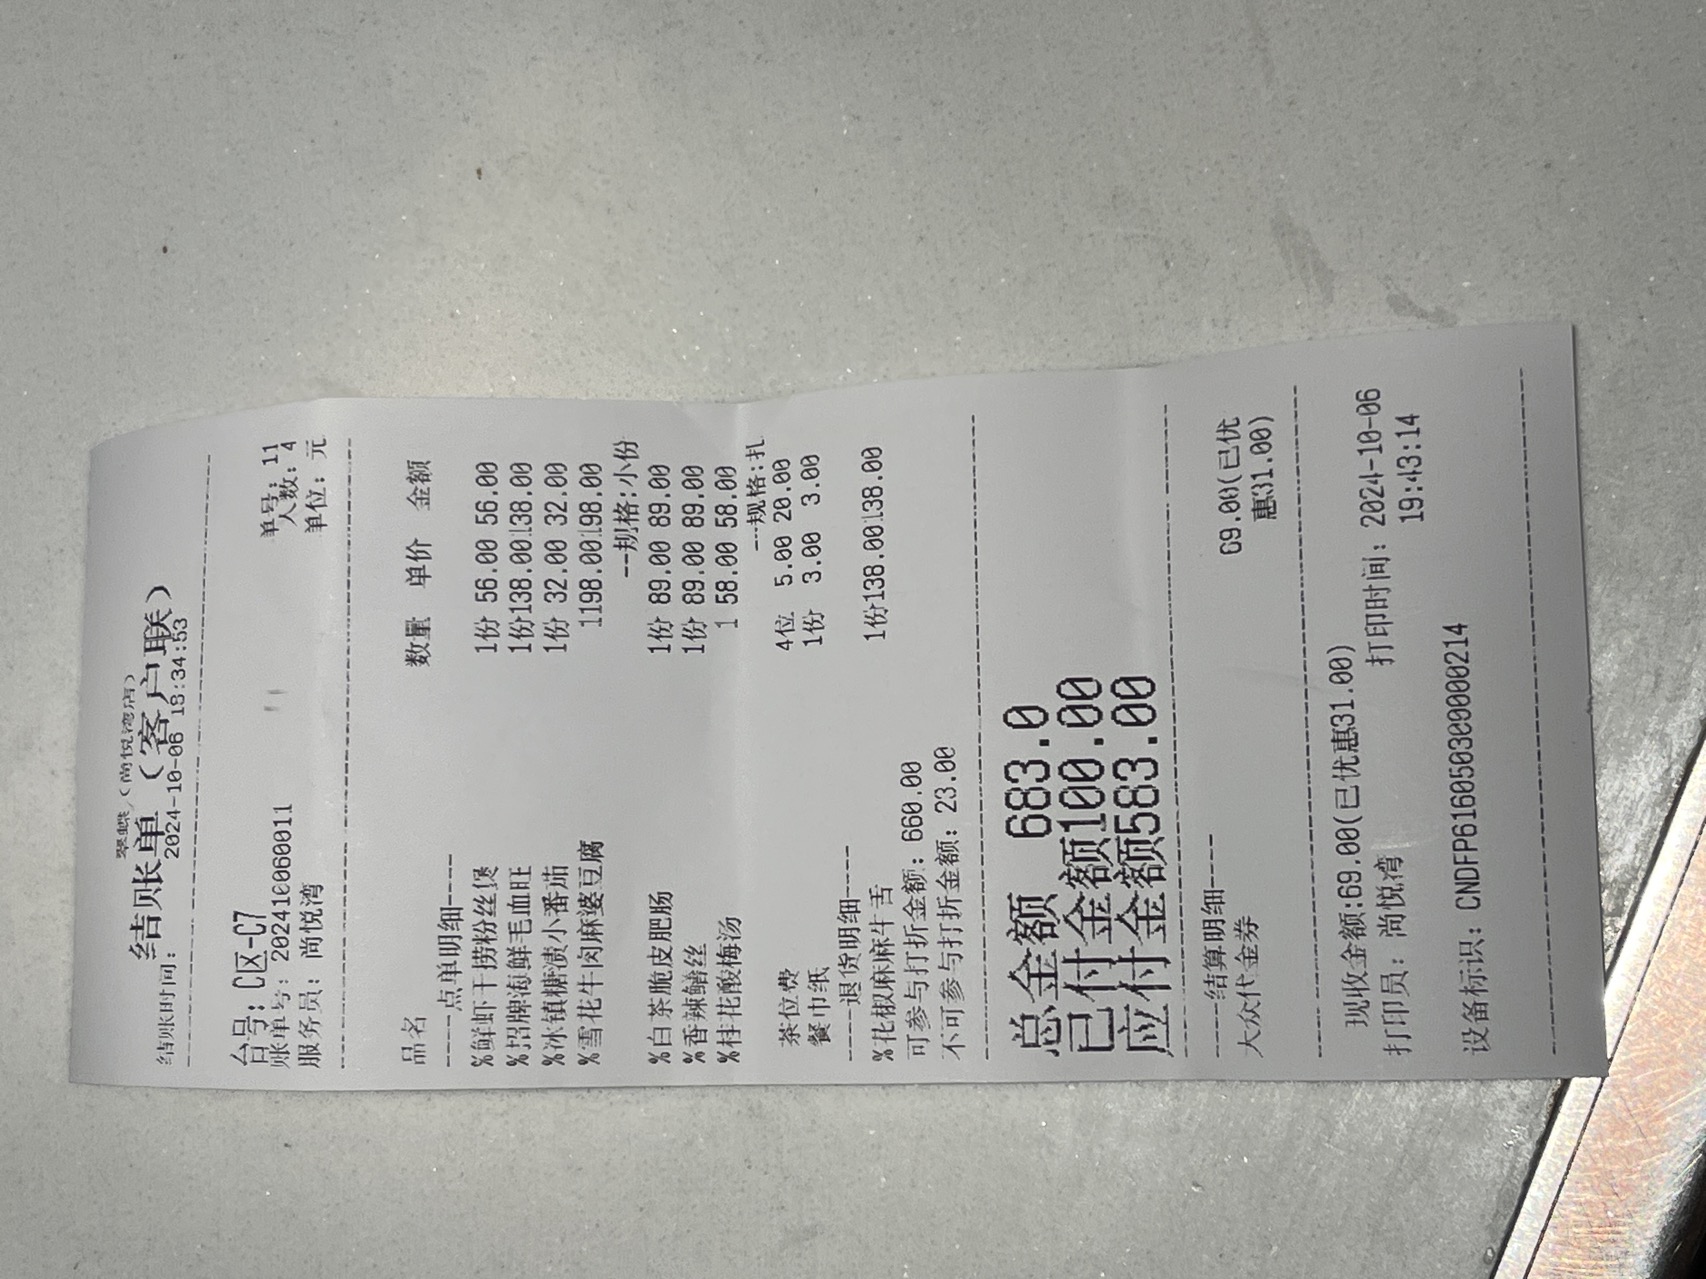 翠蝶(尚悦湾店)
结账单(客户联)
结账时间: 2024-10-06 18:34:53
台号: C区-C7 单号: 11
账单号: 2024100600011 人数: 4
服务员: 尚悦湾 单位: 元
品名 数量 单价 金额
----点单明细----
%鲜虾干捞粉丝煲 1份 56.00 56.00
%招牌海鲜毛血旺 1份138.00138.00
%冰镇糖渍小番茄 1份 32.00 32.00
%雪花牛肉麻婆豆腐 1198.00198.00
--规格:小份
%白茶脆皮肥肠 1份 89.00 89.00
%香辣鳝丝 1份 89.00 89.00
%桂花酸梅汤 1 58.00 58.00
--规格:扎
茶位费 4位 5.00 20.00
餐巾纸 1份 3.00 3.00
----退货明细----
%花椒麻麻牛舌 1份138.00138.00
可参与打折金额: 660.00
不可参与打折金额: 23.00
总金额 683.0
已付金额100.00
应付金额583.00
----结算明细----
大众代金券 69.00(已优
惠31.00)
现收金额:69.00(已优惠31.00)
打印员: 尚悦湾 打印时间: 2024-10-06
19:43:14
设备标识: CNDFP61605030000214